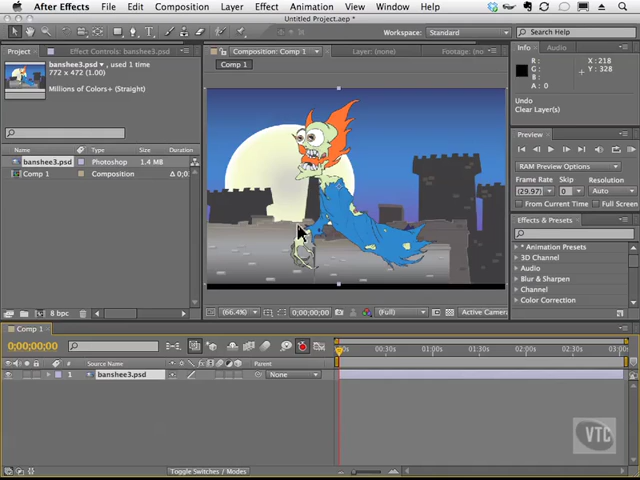 After Effects File Edit Composition Layer Effect Animation View Window Help
Untitled Project.aep *
Workspace: Standard
Search Help
Project
Effect Controls: banshee3.psd
Composition: Comp 1
Layer: (none)
Footage: (no
Info
Audio
banshee3.psd, used 1 time
772 x 472 (1.00)
Millions of Colors+ (Straight)
Comp 1
R:
G:
B:
A: 0
X: 218
Y: 328
Undo
Clear Layer(s)
Preview
RAM Preview Options
Frame Rate Skip Resolution
(29.97) 0 Auto
From Current Time Full Screen
Name Type Size Duration
banshee3.psd Photoshop 1.4 MB
Comp 1 Composition 0;0
Effects & Presets
* Animation Presets
3D Channel
Audio
Blur & Sharpen
Channel
Color Correction
8 bpc
(66.4%) 0;00;00;00 (Full) Active Camera
Comp 1
0;00;00;00
00:30s 01:00s 01:30s 02:00s 02:30s 03:00
# Source Name Parent
1 banshee3.psd None
VTC
Toggle Switches / Modes